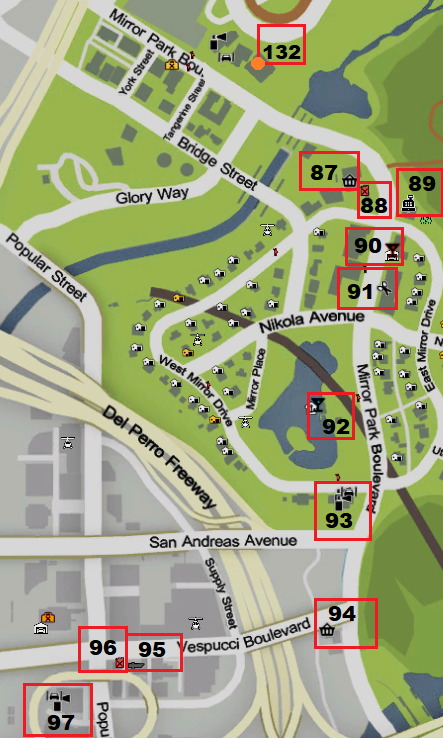 Mirror Park Bou.
132
York Street
Tangerine Street
Bridge Street
87
88
89
Glory Way
90
Popular Street
91
Nikola Avenue
East Mirror Drive
N
West Mirror Drive
Mirror Place
Mirror Park Boulevard
92
Del Perro Freeway
Ut
93
San Andreas Avenue
Supply Street
94
Vespucci Boulevard
96
95
97
Popu